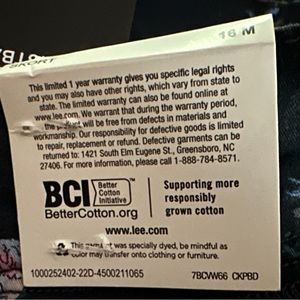 16 M
SKORT
This limited 1 year warranty gives you specific legal rights
and you may also have other rights, which vary from state to
state. The limited warranty can also be found online at
www.lee.com. We warrant that during the warranty period,
the product will be free from defects in materials and
workmanship. Our responsibility for defective goods is limited
to repair, replacement or refund. Defective garments can be
returned to: 1421 South Elm Eugene St., Greensboro, NC
27406. For more information, please call 1-888-784-8571.
BCI
Better
Cotton
Initiative
BetterCotton.org
Supporting more
responsibly
grown cotton
www.lee.com
This garment was specially dyed, be mindful as
color may transfer onto clothing or furniture.
1000252402-22D-4500211065
7BCVW66 CKPBD